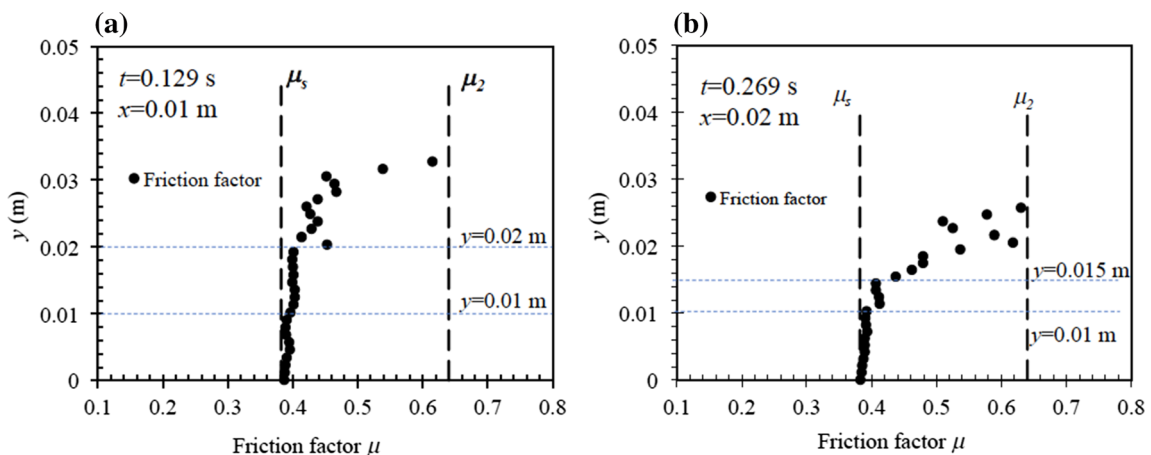 (a)
0.05
0.04
0.03
0.02
0.01
0
y (m)
t=0.129 s
x=0.01 m
μs
μ2
Friction factor
y=0.02 m
y=0.01 m
0.1 0.2 0.3 0.4 0.5 0.6 0.7 0.8
Friction factor μ
(b)
0.05
0.04
0.03
0.02
0.01
0
y (m)
t=0.269 s
x=0.02 m
μs
μ2
Friction factor
y=0.015 m
y=0.01 m
0.1 0.2 0.3 0.4 0.5 0.6 0.7 0.8
Friction factor μ